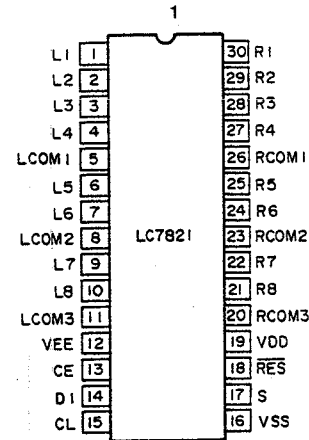 1
L1 1 30 R1
L2 2 29 R2
L3 3 28 R3
L4 4 27 R4
LCOM1 5 26 RCOM1
L5 6 25 R5
L6 7 24 R6
LCOM2 8 LC7821 23 RCOM2
L7 9 22 R7
L8 10 21 R8
LCOM3 11 20 RCOM3
VEE 12 19 VDD
CE 13 18 R̅E̅S̅
D1 14 17 S
CL 15 16 VSS